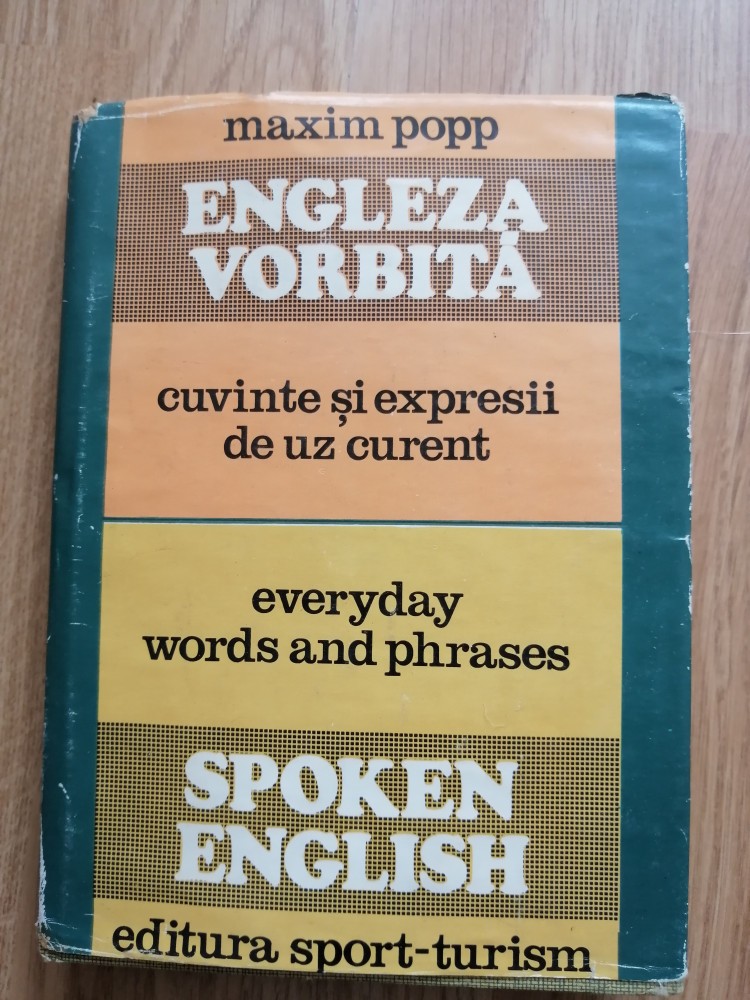 maxim popp
ENGLEZA
VORBITĂ
cuvinte și expresii
de uz curent
everyday
words and phrases
SPOKEN
ENGLISH
editura sport-turism